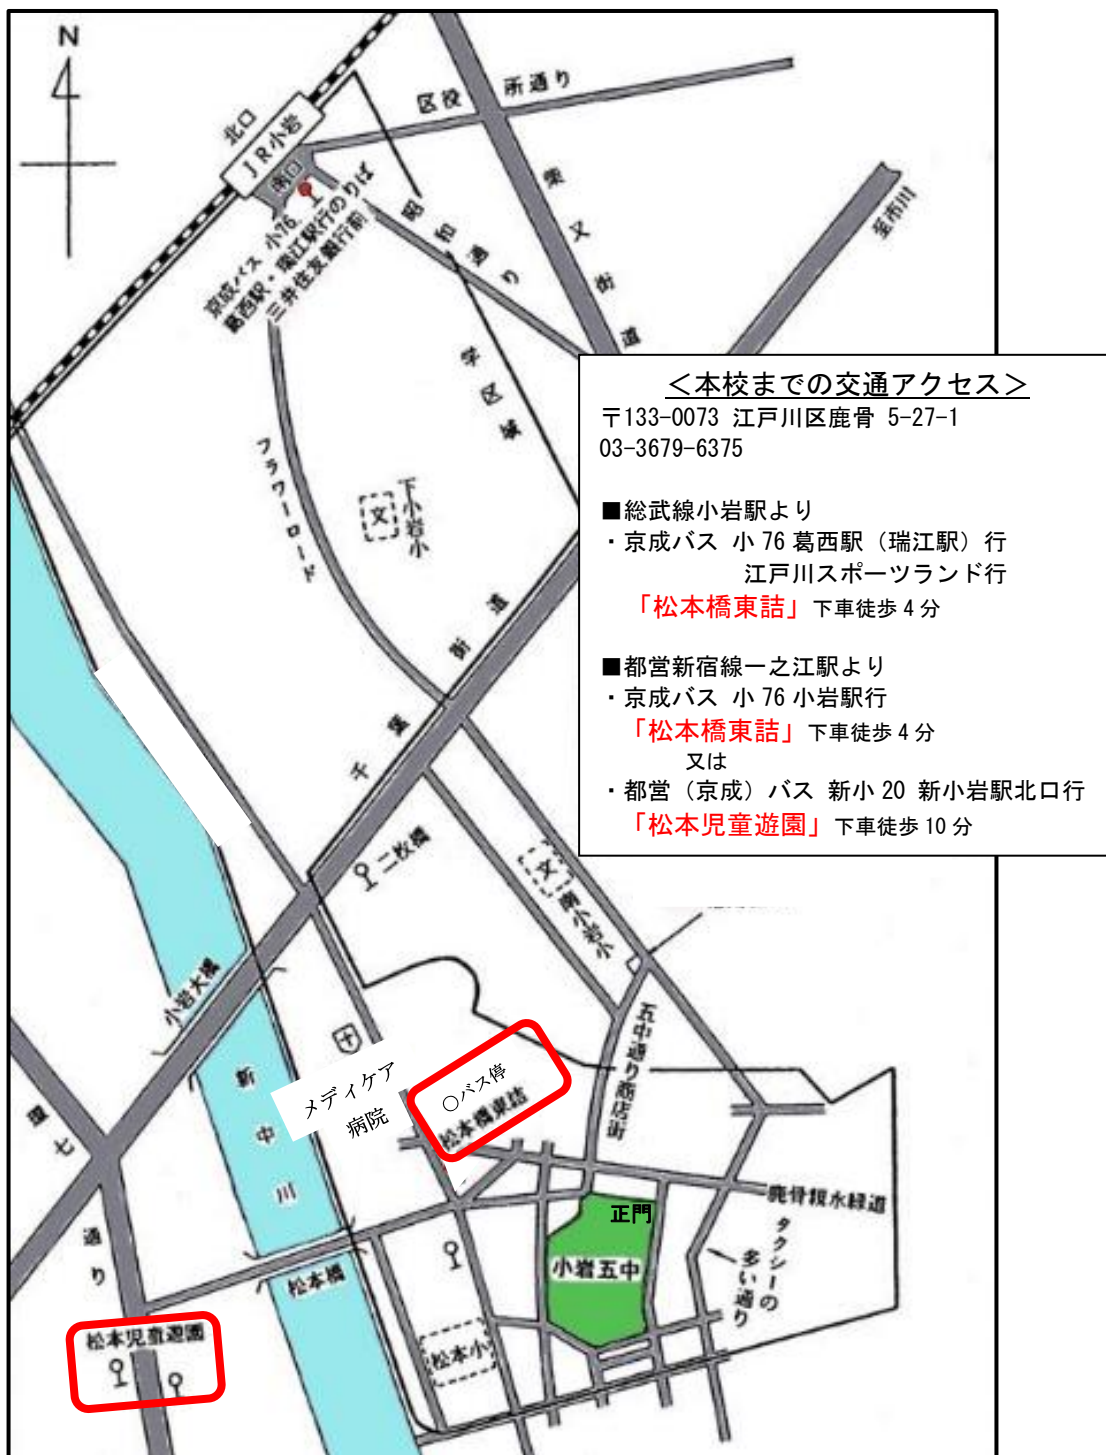 N
北口
JR小岩
南口
区役所通り
柴又街道
至市川
昭和通り
京成バス 小76.
葛西駅・瑞江駅行のりば
三井住友銀行前
学区域
フラワーロード
下小岩小
文
千葉街道
＜本校までの交通アクセス＞
〒133-0073 江戸川区鹿骨 5-27-1
03-3679-6375
■総武線小岩駅より
・京成バス 小 76 葛西駅（瑞江駅）行
江戸川スポーツランド行
「松本橋東詰」下車徒歩 4 分
■都営新宿線一之江駅より
・京成バス 小 76 小岩駅行
「松本橋東詰」下車徒歩 4 分
又は
・都営（京成）バス 新小 20 新小岩駅北口行
「松本児童遊園」下車徒歩 10 分
二枚橋
文
南小岩小
小岩大橋
新中川
環七通り
メディケア
病院
○バス停
松本橋東詰
五中通り商店街
鹿骨親水緑道
正門
小岩五中
タクシーの
多い通り
松本橋
松本児童遊園
松本小